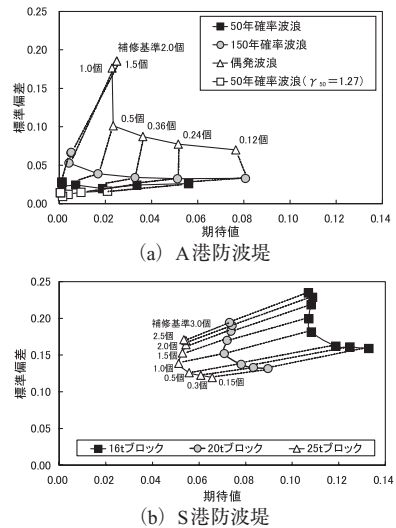 0.25
0.20
0.15
0.10
0.05
0.00
標準偏差
補修基準2.0個
1.0個
1.5個
0.5個
0.36個
0.24個
0.12個
50年確率波浪
150年確率波浪
偶発波浪
50年確率波浪(γ50=1.27)
0.00 0.02 0.04 0.06 0.08 0.10 0.12 0.14
期待値
(a) A港防波堤
0.25
0.20
0.15
0.10
0.05
0.00
標準偏差
補修基準3.0個
2.5個
2.0個
1.5個
1.0個
0.5個
0.3個
0.15個
16tブロック 20tブロック 25tブロック
0.00 0.02 0.04 0.06 0.08 0.10 0.12 0.14
期待値
(b) S港防波堤